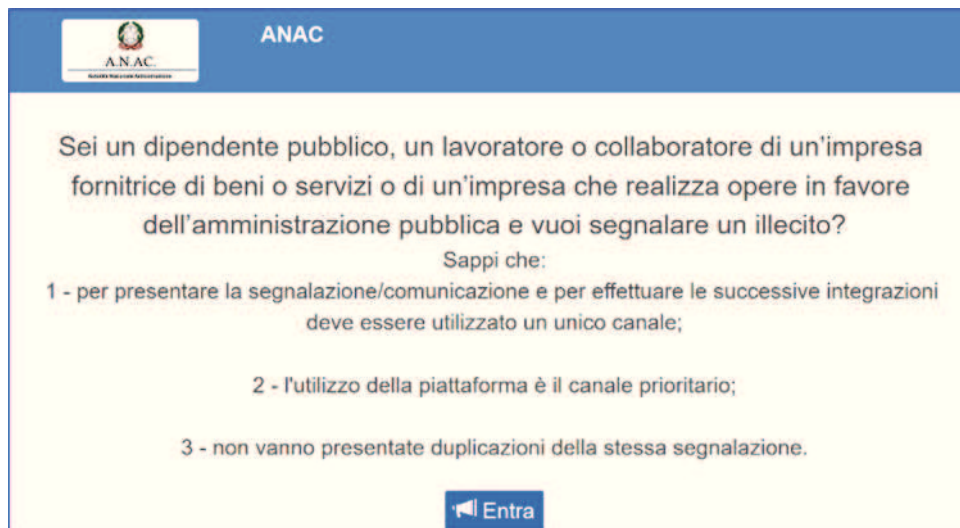 ANAC
A.N.AC.
Autorità Nazionale Anticorruzione
Sei un dipendente pubblico, un lavoratore o collaboratore di un'impresa
fornitrice di beni o servizi o di un'impresa che realizza opere in favore
dell'amministrazione pubblica e vuoi segnalare un illecito?
Sappi che:
1 - per presentare la segnalazione/comunicazione e per effettuare le successive integrazioni
deve essere utilizzato un unico canale;
2 - l'utilizzo della piattaforma è il canale prioritario;
3 - non vanno presentate duplicazioni della stessa segnalazione.
Entra